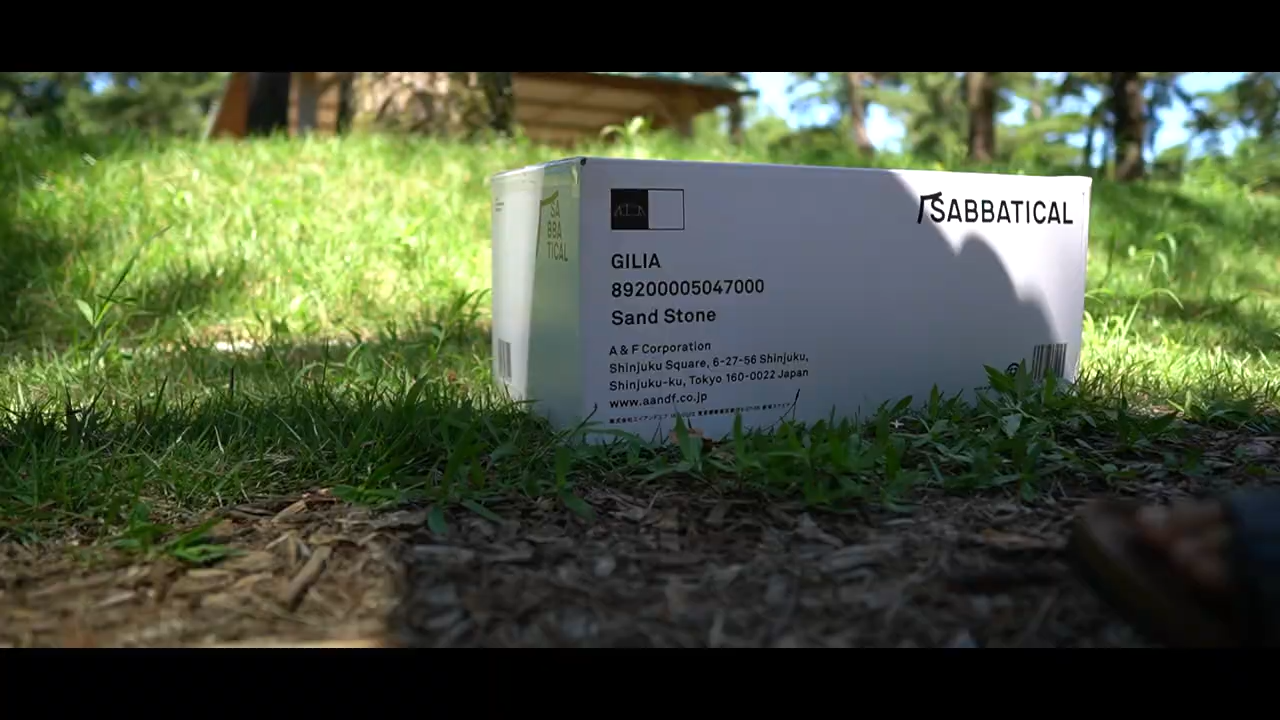 SA
BBA
TICAL
SABBATICAL
GILIA
89200005047000
Sand Stone
A & F Corporation
Shinjuku Square, 6-27-56 Shinjuku,
Shinjuku-ku, Tokyo 160-0022 Japan
www.aandf.co.jp